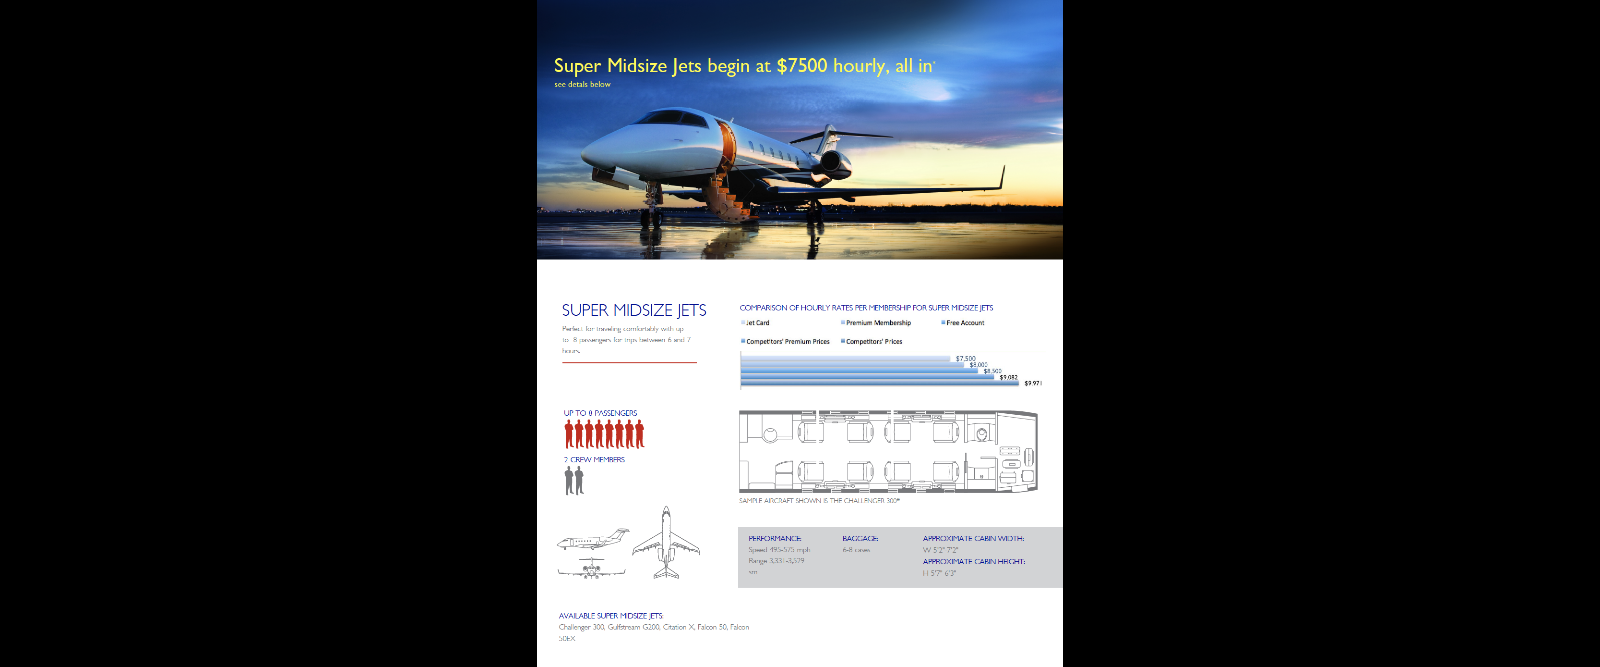 Super Midsize Jets begin at $7500 hourly, all in*
see detals below
SUPER MIDSIZE JETS
Perfect for traveling comfortably with up
to 8 passengers for trips between 6 and 7
hours.
COMPARISON OF HOURLY RATES PER MEMBERSHIP FOR SUPER MIDSIZE JETS
Jet Card
Premium Membership
Free Account
Competitors' Premium Prices
Competitors' Prices
$7,500
$8,000
$8,500
$9,082
$9,971
UP TO 8 PASSENGERS
2 CREW MEMBERS
SAMPLE AIRCRAFT SHOWN IS THE CHALLENGER 300*
PERFORMANCE:
Speed 495-575 mph
Range 3,331-3,579
sm
BAGGAGE:
6-8 cases
APPROXIMATE CABIN WIDTH:
W 5'2" 7'2"
APPROXIMATE CABIN HEIGHT:
H 5'7" 6'3"
AVAILABLE SUPER MIDSIZE JETS:
Challenger 300, Gulfstream G200, Citation X, Falcon 50, Falcon
50EX